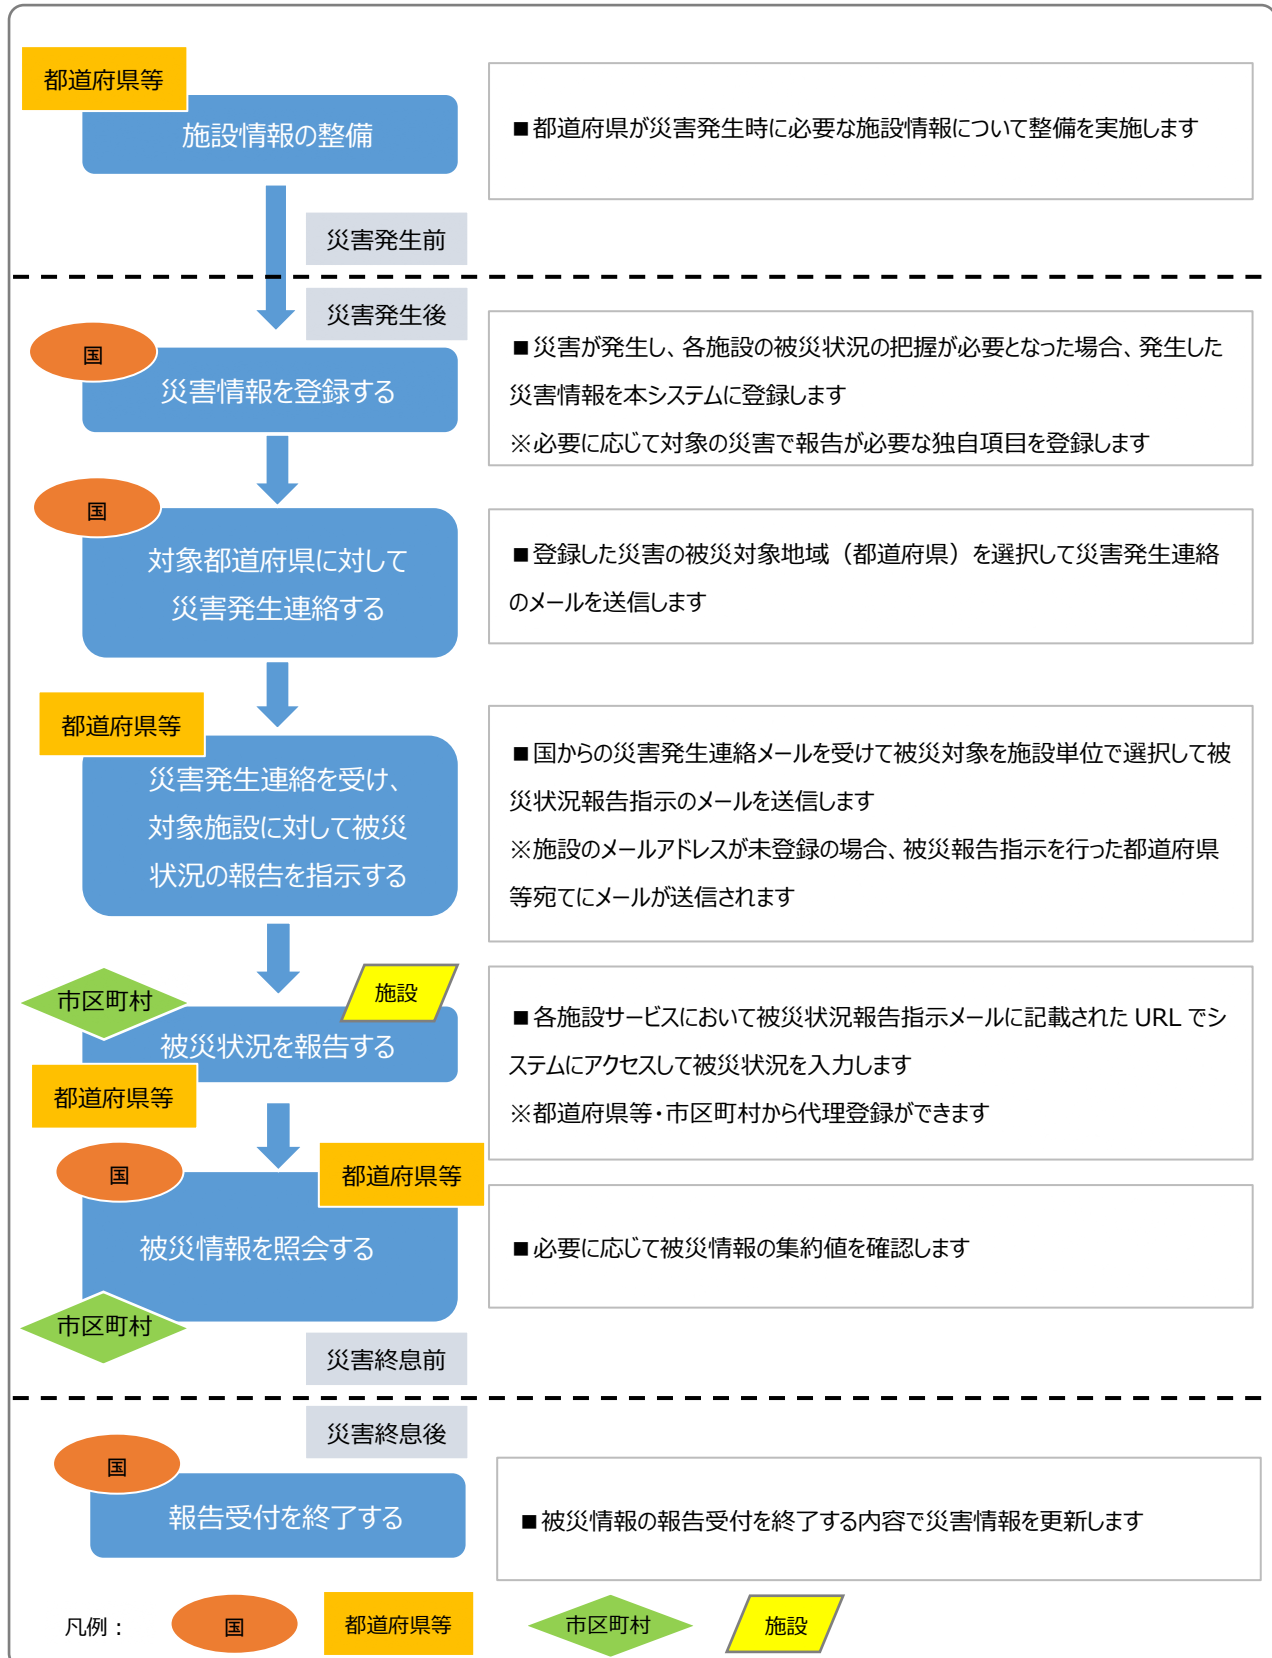 都道府県等
施設情報の整備
■都道府県が災害発生時に必要な施設情報について整備を実施します
災害発生前
災害発生後
国
災害情報を登録する
■災害が発生し、各施設の被災状況の把握が必要となった場合、発生した
災害情報を本システムに登録します
※必要に応じて対象の災害で報告が必要な独自項目を登録します
国
対象都道府県に対して
災害発生連絡する
■登録した災害の被災対象地域（都道府県）を選択して災害発生連絡
のメールを送信します
都道府県等
災害発生連絡を受け、
対象施設に対して被災
状況の報告を指示する
■国からの災害発生連絡メールを受けて被災対象を施設単位で選択して被
災状況報告指示のメールを送信します
※施設のメールアドレスが未登録の場合、被災報告指示を行った都道府県
等宛てにメールが送信されます
市区町村
施設
被災状況を報告する
都道府県等
■各施設サービスにおいて被災状況報告指示メールに記載された URL でシ
ステムにアクセスして被災状況を入力します
※都道府県等・市区町村から代理登録ができます
国
都道府県等
被災情報を照会する
市区町村
■必要に応じて被災情報の集約値を確認します
災害終息前
災害終息後
国
報告受付を終了する
■被災情報の報告受付を終了する内容で災害情報を更新します
凡例：
国
都道府県等
市区町村
施設